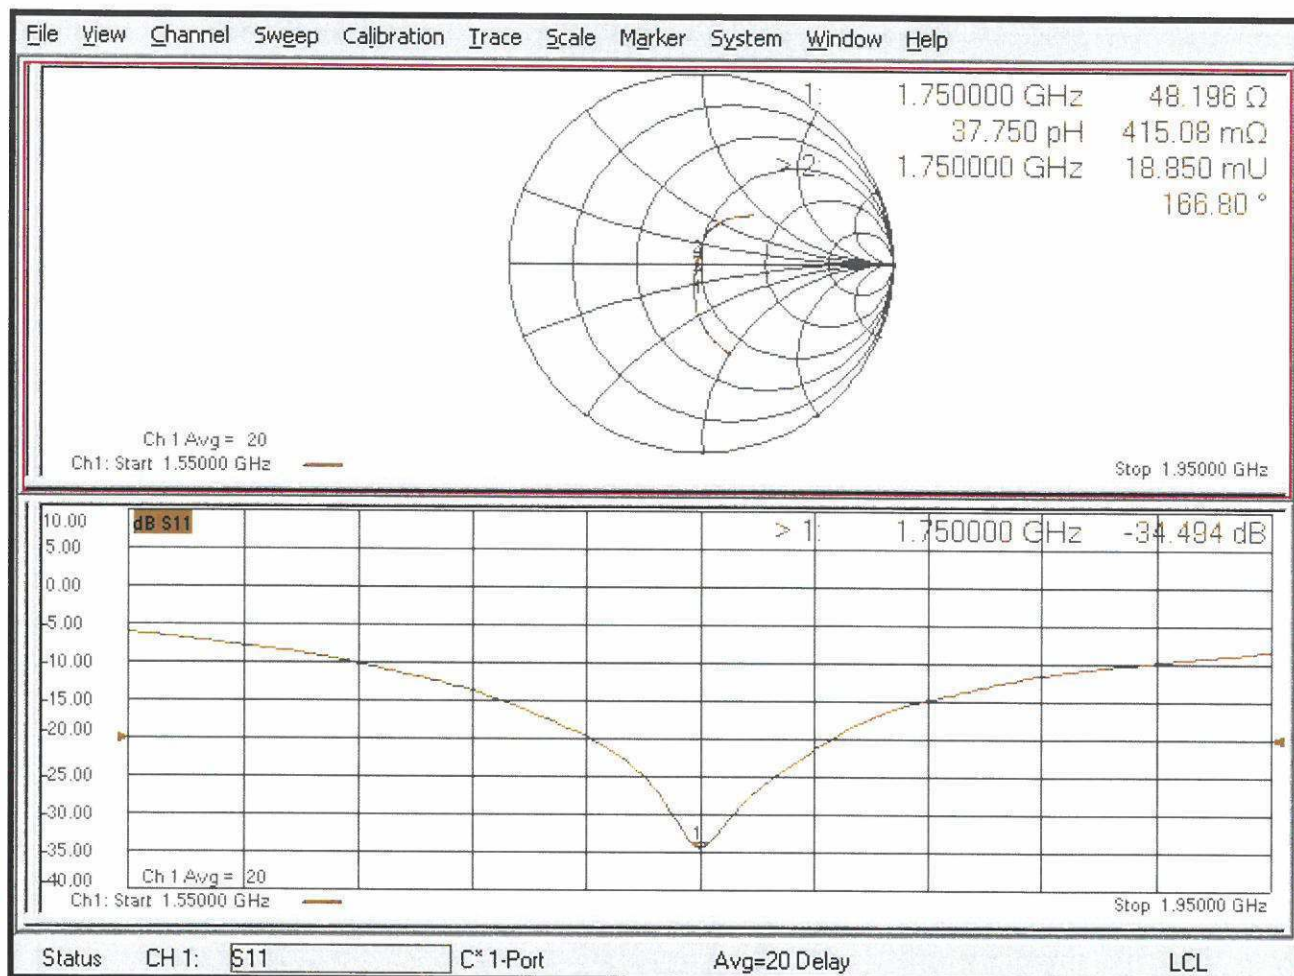 File View Channel Sweep Calibration Trace Scale Marker System Window Help
1: 1.750000 GHz 48.196 Ω
37.750 pH 415.08 mΩ
> 2: 1.750000 GHz 18.850 mU
166.80 °
Ch 1 Avg = 20
Ch1: Start 1.55000 GHz
Stop 1.95000 GHz
10.00
dB S11
> 1: 1.750000 GHz -34.494 dB
5.00
0.00
-5.00
-10.00
-15.00
-20.00
-25.00
-30.00
1
-35.00
-40.00
Ch 1 Avg = 20
Ch1: Start 1.55000 GHz
Stop 1.95000 GHz
Status CH 1: S11 C* 1-Port Avg=20 Delay LCL